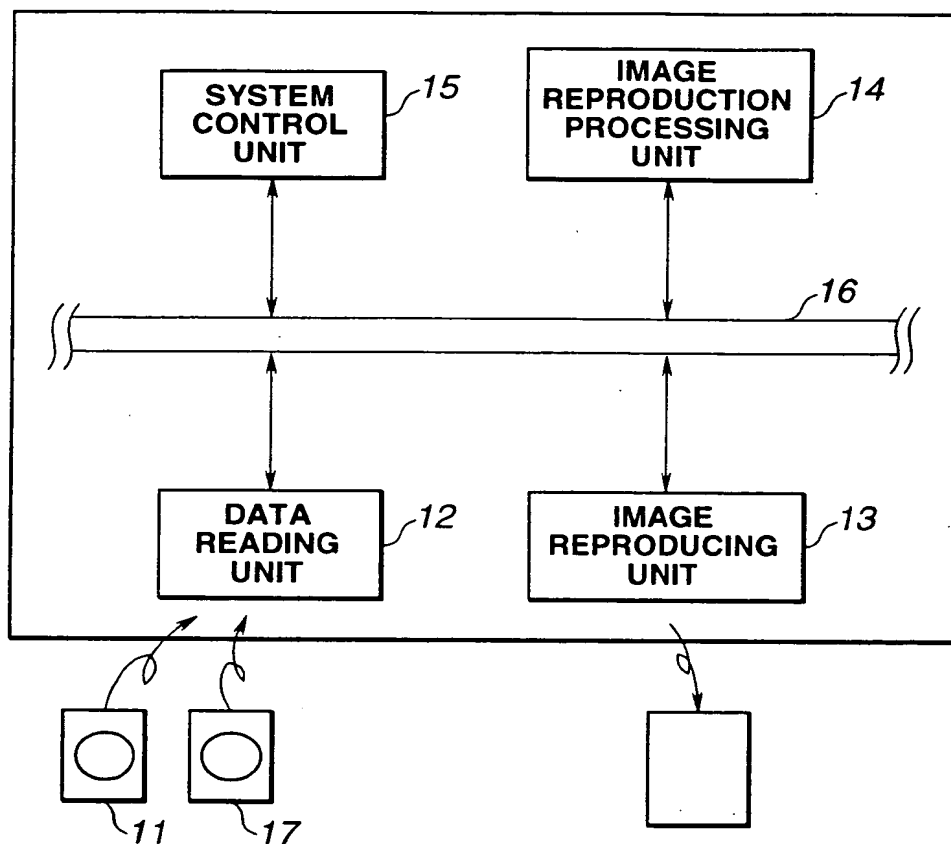 SYSTEM
CONTROL
UNIT
15
IMAGE
REPRODUCTION
PROCESSING
UNIT
14
16
DATA
READING
UNIT
12
IMAGE
REPRODUCING
UNIT
13
11
17